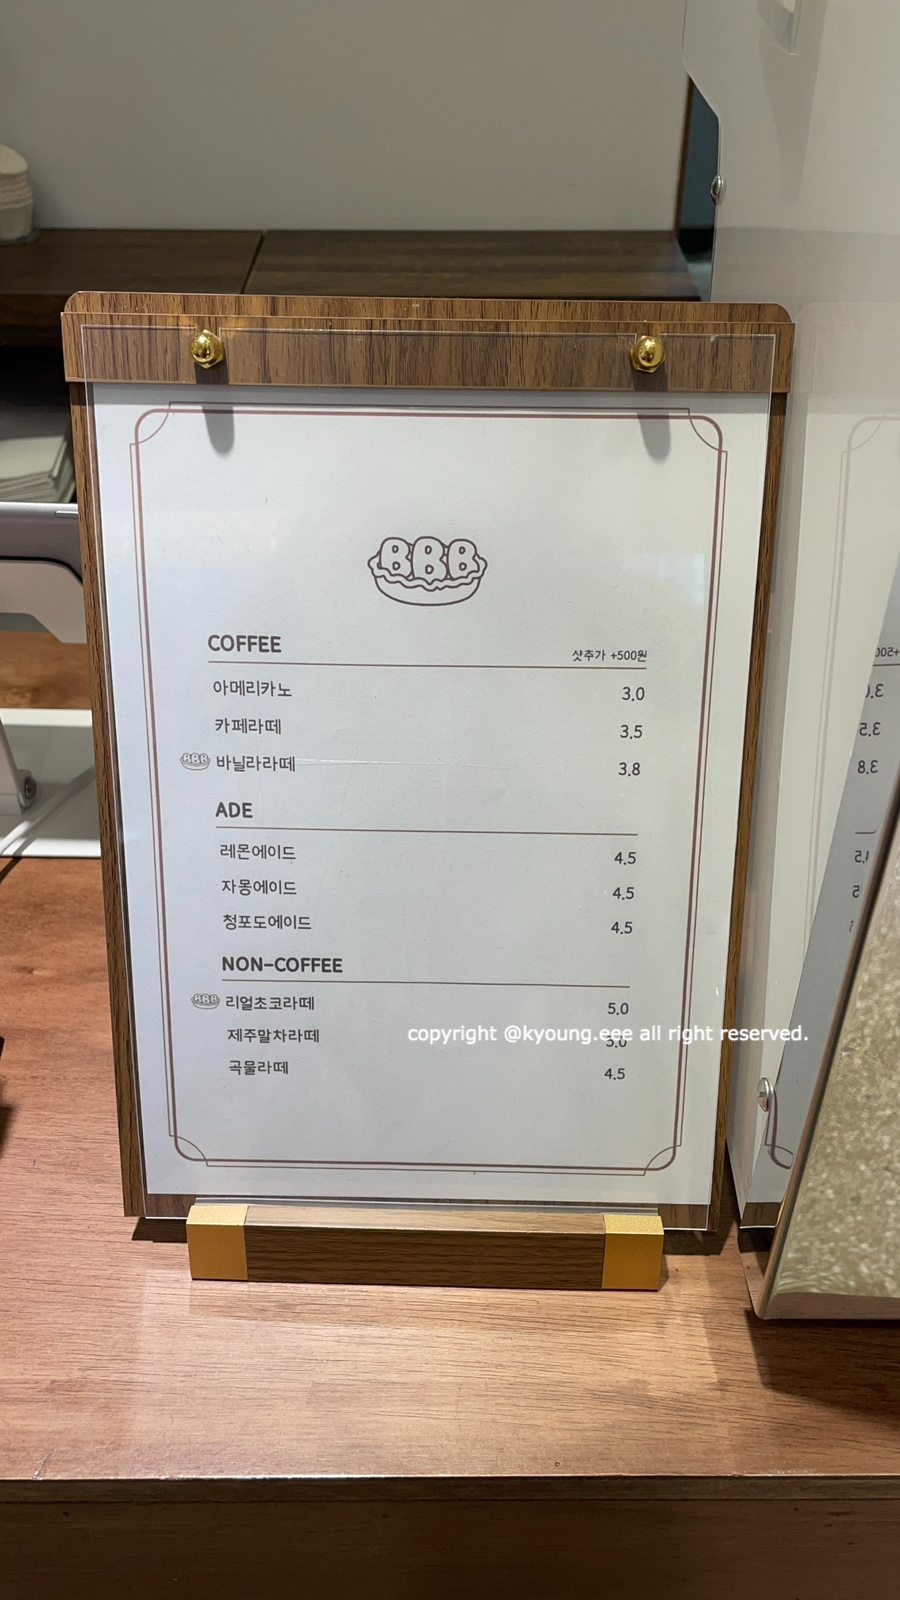 BBB
COFFEE
샷추가 +500원
아메리카노 3.0
카페라떼 3.5
BBB 바닐라라떼 3.8
ADE
레몬에이드 4.5
자몽에이드 4.5
청포도에이드 4.5
NON-COFFEE
BBB 리얼초코라떼 5.0
제주말차라떼 5.0
copyright @kyoung.eee all right reserved.
곡물라떼 4.5